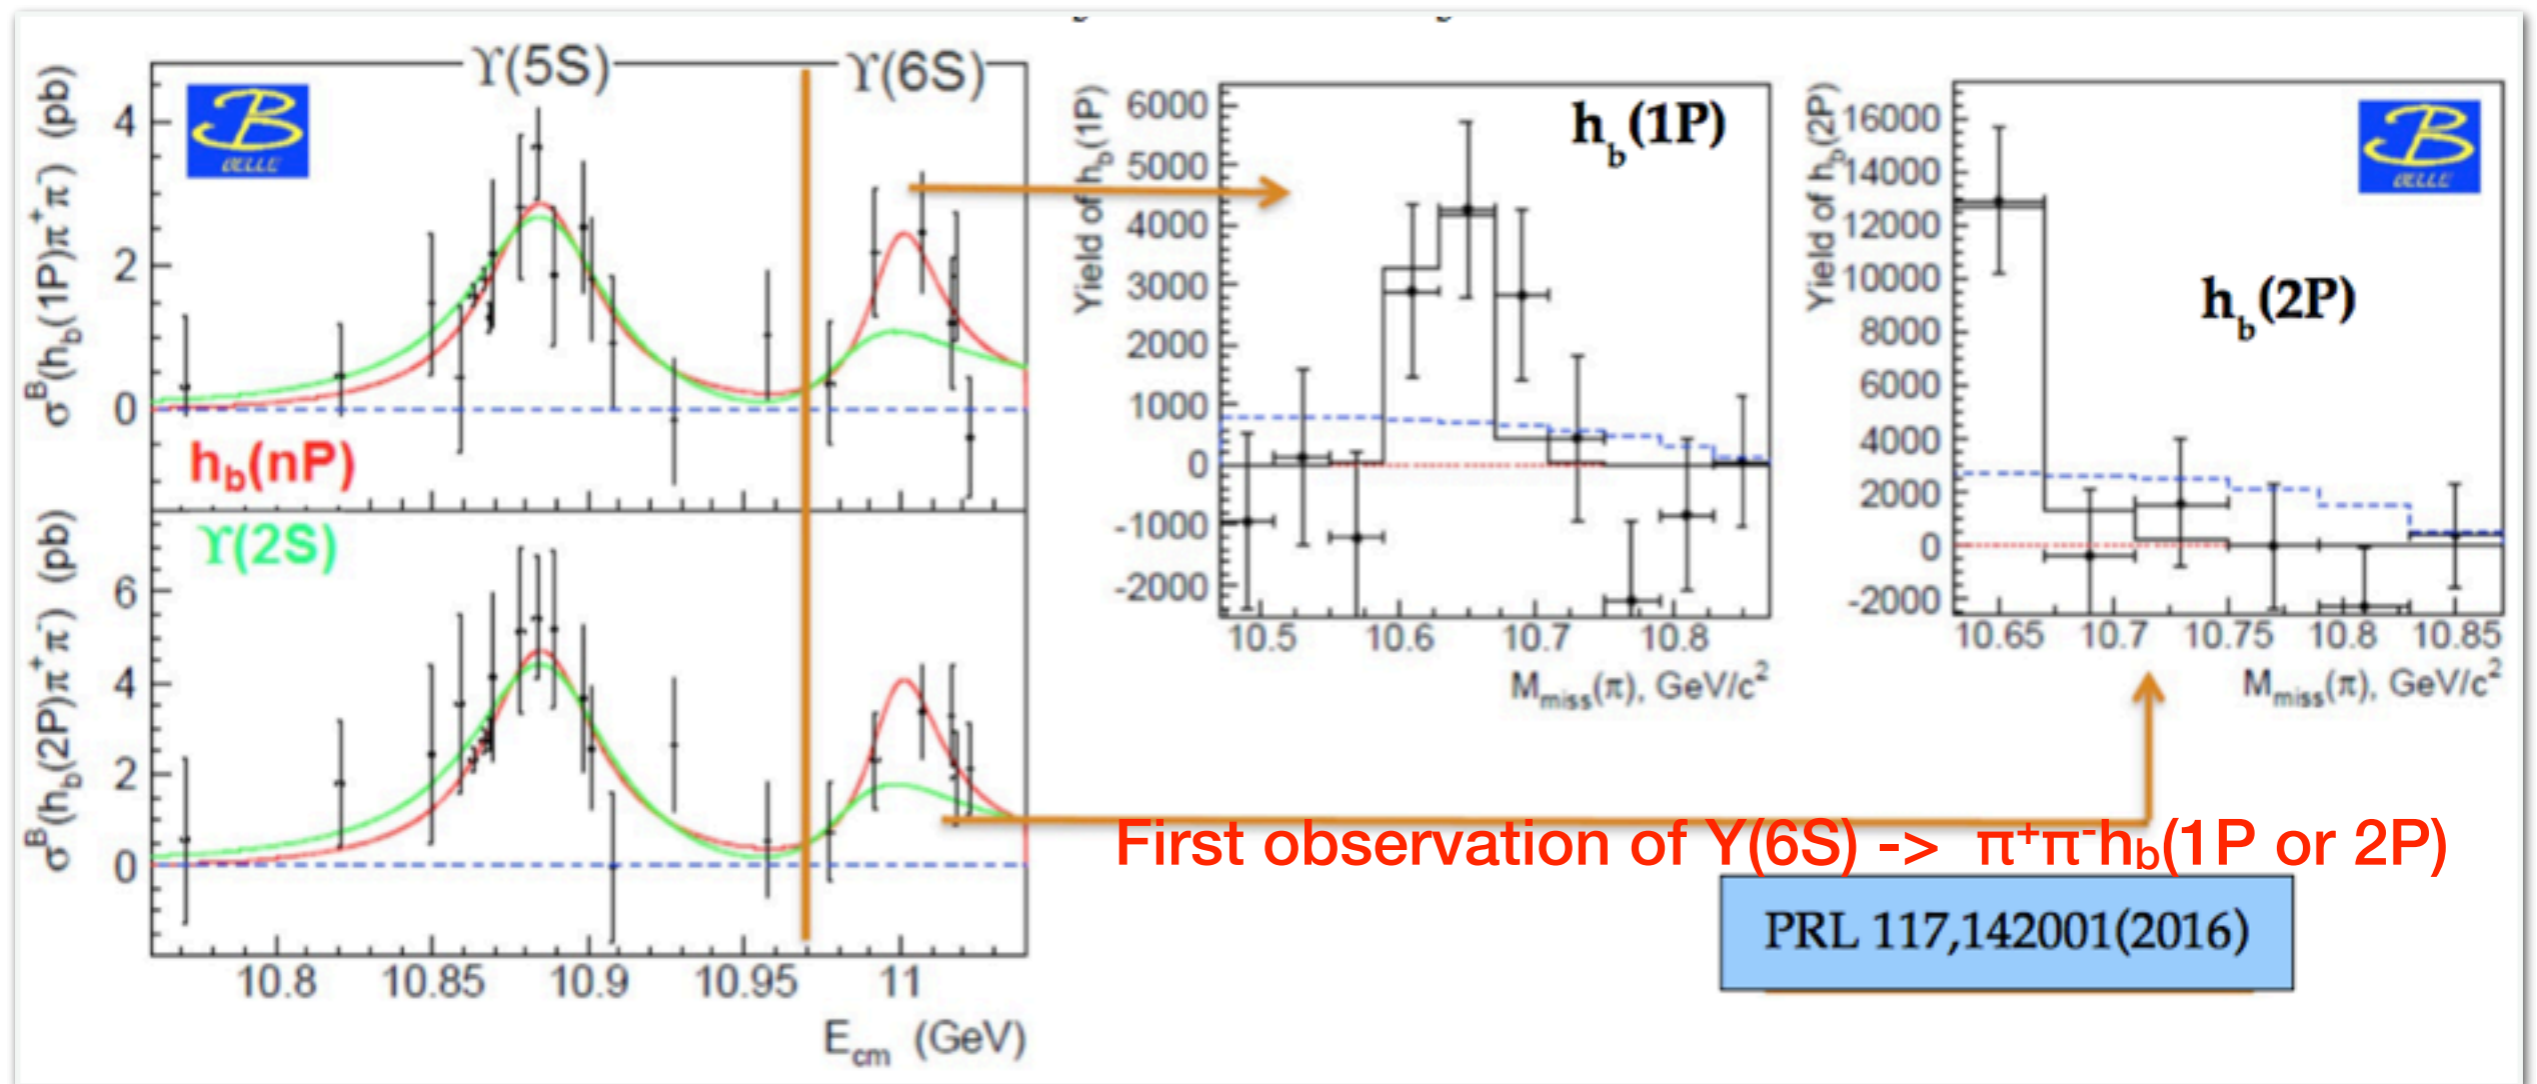 ϒ(5S)
ϒ(6S)
BELLE
σᴮ(h_b(1P)π⁺π⁻) (pb)
4
2
0
h_b(nP)
σᴮ(h_b(2P)π⁺π⁻) (pb)
ϒ(2S)
6
4
2
0
10.8 10.85 10.9 10.95 11
E_cm (GeV)
Yield of h_b(1P)
h_b(1P)
6000
5000
4000
3000
2000
1000
0
-1000
-2000
10.5 10.6 10.7 10.8
M_miss(π), GeV/c²
Yield of h_b(2P)
BELLE
h_b(2P)
16000
14000
12000
10000
8000
6000
4000
2000
0
-2000
10.65 10.7 10.75 10.8 10.85
M_miss(π), GeV/c²
First observation of Y(6S) -> π⁺π⁻h_b(1P or 2P)
PRL 117,142001(2016)